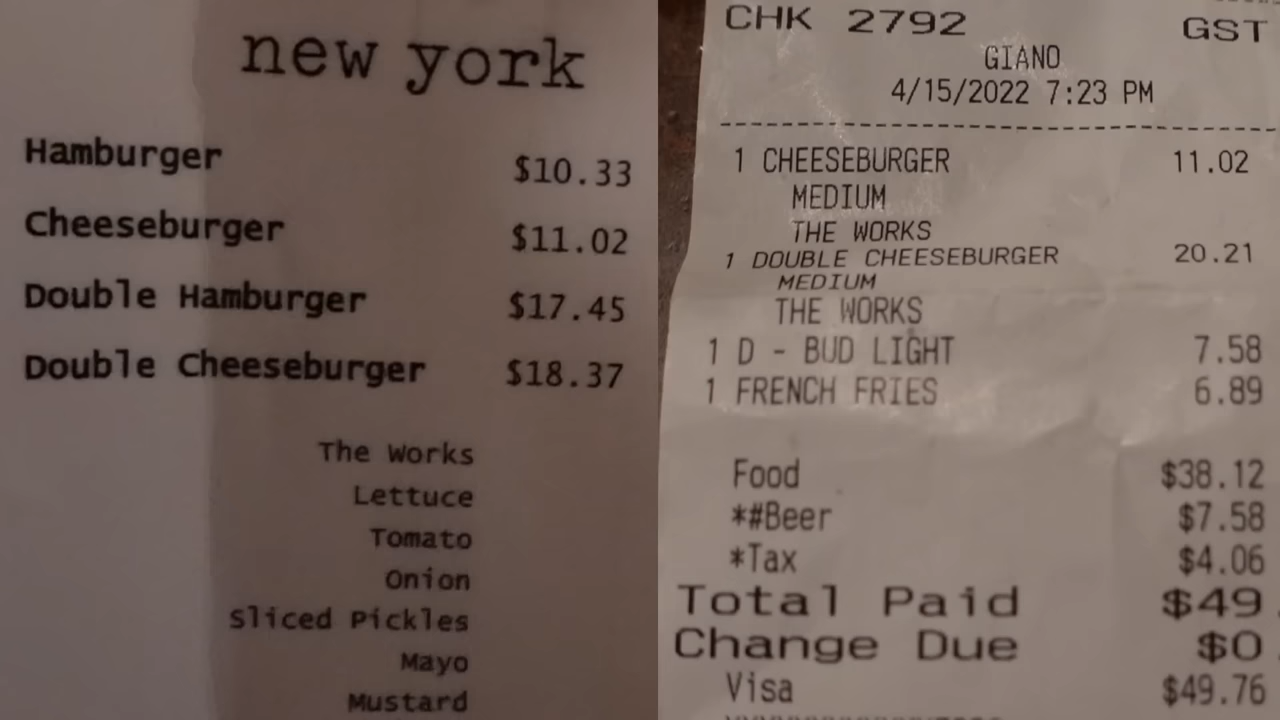 new york
Hamburger $10.33
Cheeseburger $11.02
Double Hamburger $17.45
Double Cheeseburger $18.37
The Works
Lettuce
Tomato
Onion
Sliced Pickles
Mayo
Mustard
CHK 2792 GST
GIANO
4/15/2022 7:23 PM
1 CHEESEBURGER 11.02
MEDIUM
THE WORKS
1 DOUBLE CHEESEBURGER 20.21
MEDIUM
THE WORKS
1 D - BUD LIGHT 7.58
1 FRENCH FRIES 6.89
Food $38.12
*#Beer $7.58
*Tax $4.06
Total Paid $49.
Change Due $0.
Visa $49.76